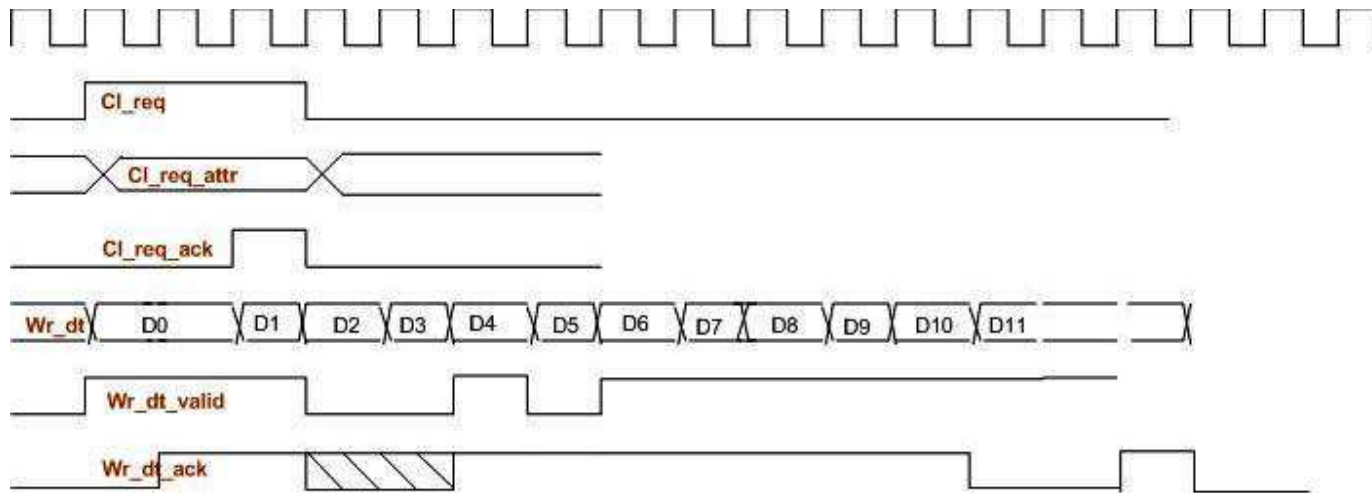 Cl_req
Cl_req_attr
Cl_req_ack
Wr_dt D0 D1 D2 D3 D4 D5 D6 D7 D8 D9 D10 D11
Wr_dt_valid
Wr_dt_ack